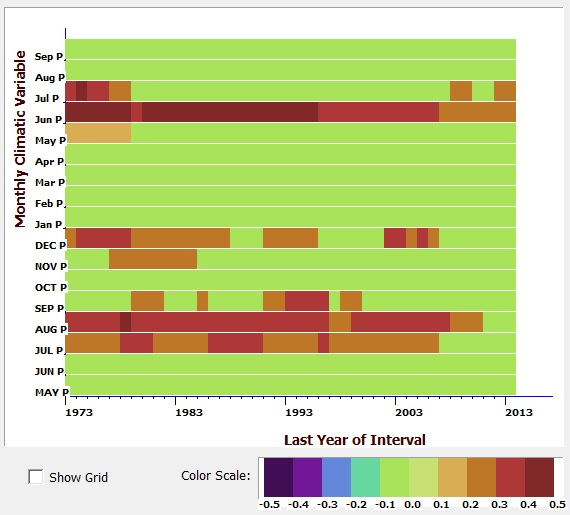 Monthly Climatic Variable
Sep P
Aug P
Jul P
Jun P
May P
Apr P
Mar P
Feb P
Jan P
DEC P
NOV P
OCT P
SEP P
AUG P
JUL P
JUN P
MAY P
1973 1983 1993 2003 2013
Last Year of Interval
Show Grid
Color Scale:
-0.5 -0.4 -0.3 -0.2 -0.1 0.0 0.1 0.2 0.3 0.4 0.5